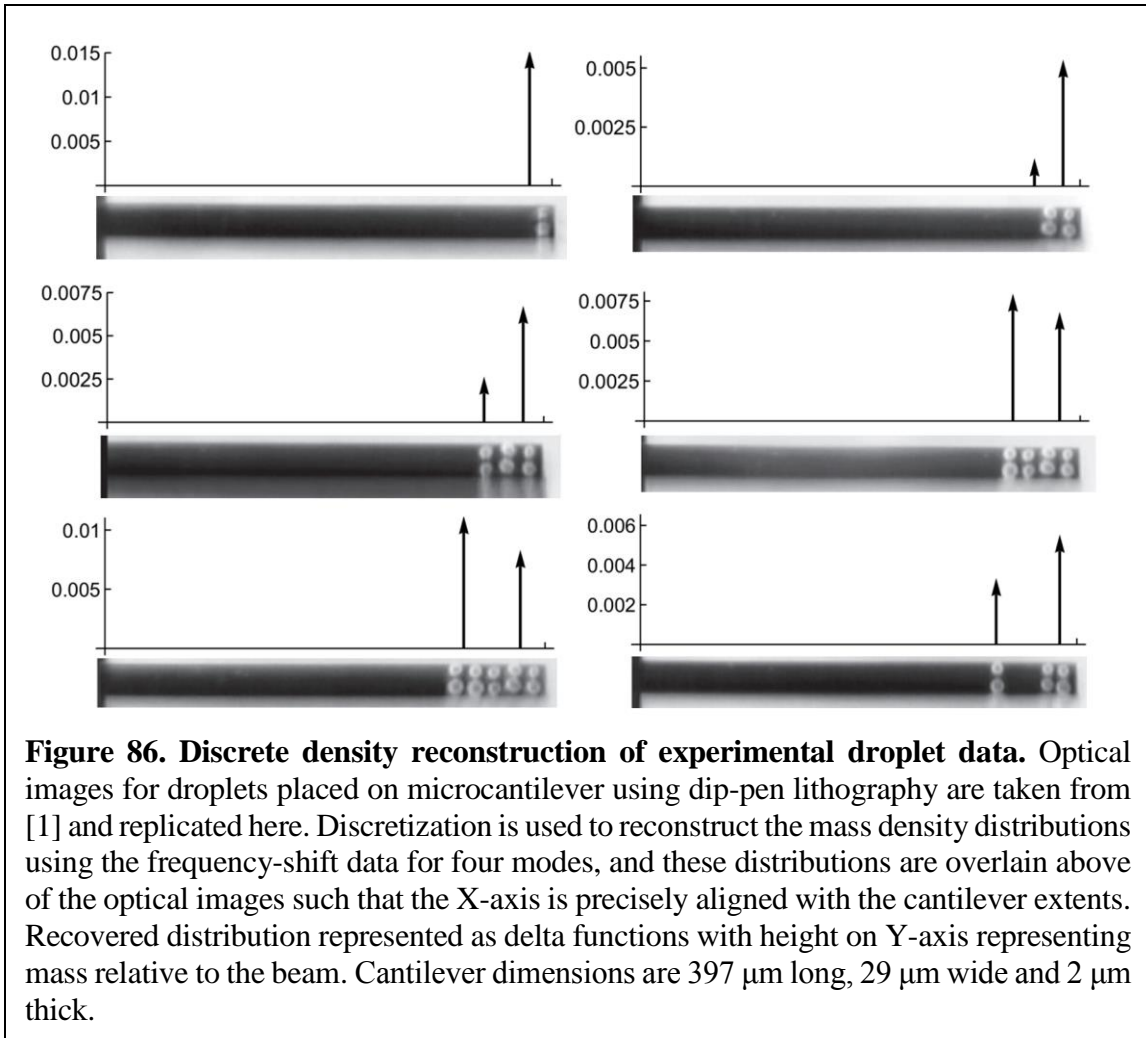 0.015
0.01
0.005
0.005
0.0025
0.0075
0.005
0.0025
0.0075
0.005
0.0025
0.01
0.005
0.006
0.004
0.002
Figure 86. Discrete density reconstruction of experimental droplet data. Optical
images for droplets placed on microcantilever using dip-pen lithography are taken from
[1] and replicated here. Discretization is used to reconstruct the mass density distributions
using the frequency-shift data for four modes, and these distributions are overlain above
of the optical images such that the X-axis is precisely aligned with the cantilever extents.
Recovered distribution represented as delta functions with height on Y-axis representing
mass relative to the beam. Cantilever dimensions are 397 μm long, 29 μm wide and 2 μm
thick.